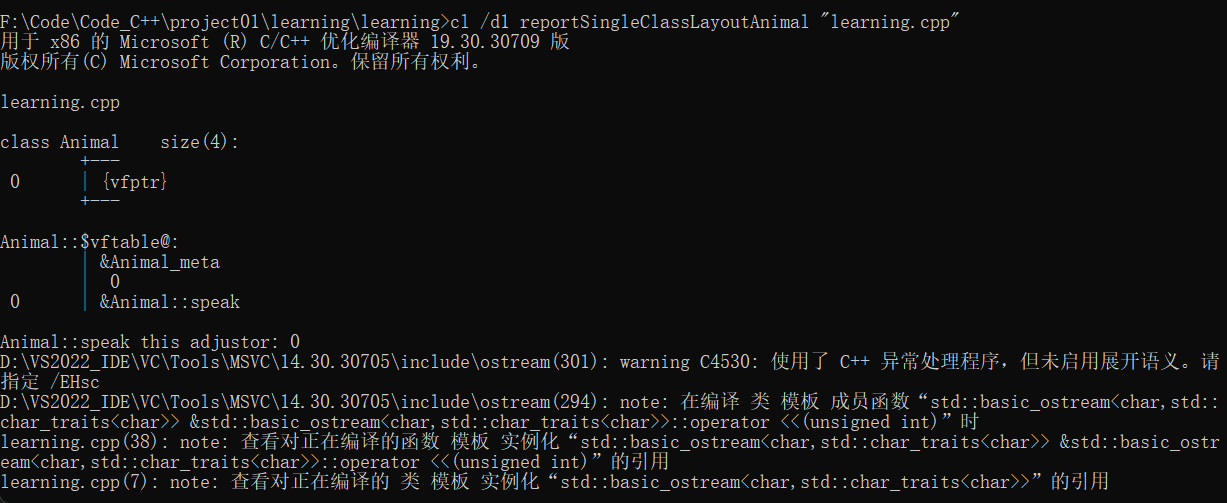 F:\Code\Code_C++\project01\learning\learning>cl /d1 reportSingleClassLayoutAnimal "learning.cpp"
用于 x86 的 Microsoft (R) C/C++ 优化编译器 19.30.30709 版
版权所有(C) Microsoft Corporation。保留所有权利。
learning.cpp
class Animal    size(4):
        +---
 0      | {vfptr}
        +---
Animal::$vftable@:
        | &Animal_meta
        |  0
 0      | &Animal::speak
Animal::speak this adjustor: 0
D:\VS2022_IDE\VC\Tools\MSVC\14.30.30705\include\ostream(301): warning C4530: 使用了 C++ 异常处理程序，但未启用展开语义。请
指定 /EHsc
D:\VS2022_IDE\VC\Tools\MSVC\14.30.30705\include\ostream(294): note: 在编译 类 模板 成员函数“std::basic_ostream<char,std::
char_traits<char>> &std::basic_ostream<char,std::char_traits<char>>::operator <<(unsigned int)”时
learning.cpp(38): note: 查看对正在编译的函数 模板 实例化“std::basic_ostream<char,std::char_traits<char>> &std::basic_ostr
eam<char,std::char_traits<char>>::operator <<(unsigned int)”的引用
learning.cpp(7): note: 查看对正在编译的 类 模板 实例化“std::basic_ostream<char,std::char_traits<char>>”的引用